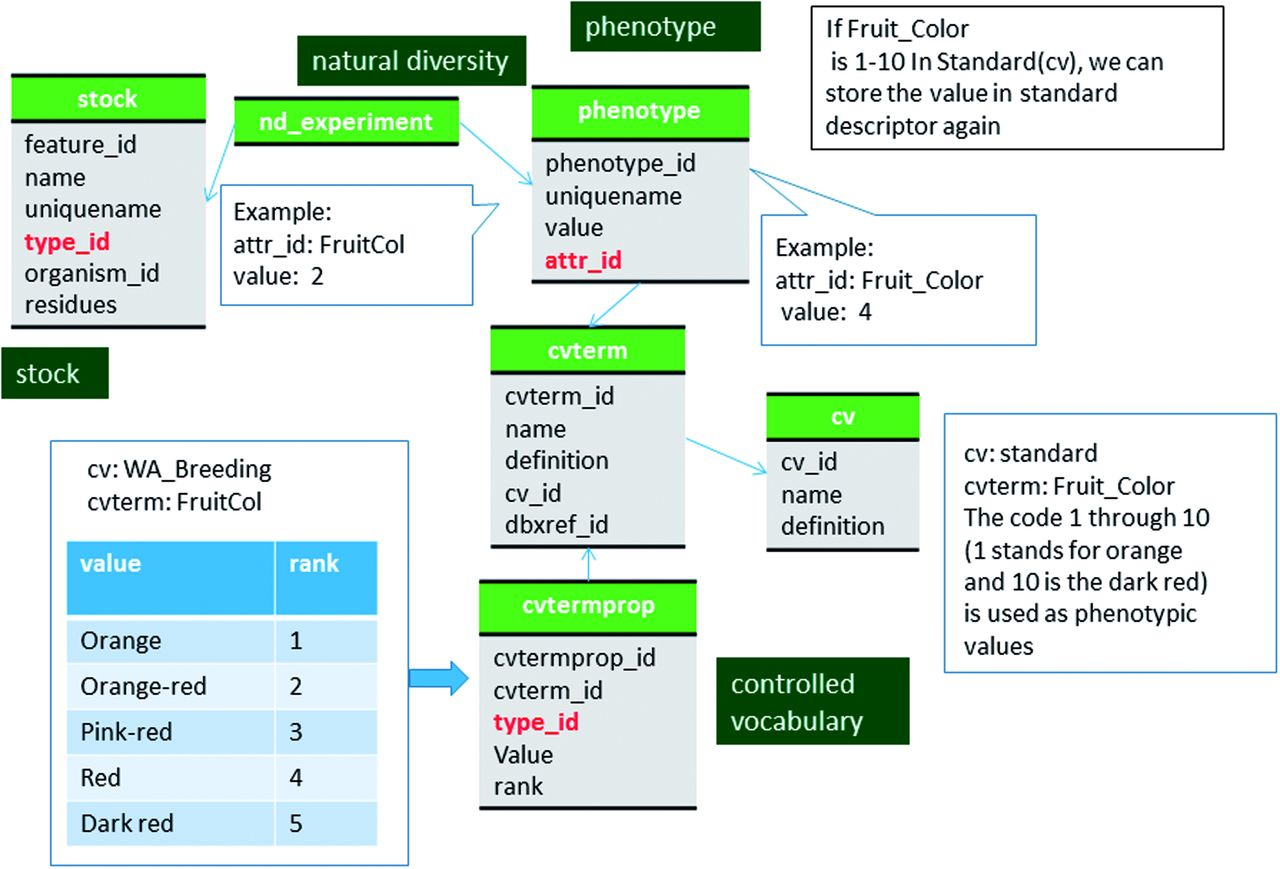 phenotype
natural diversity
If Fruit_Color
is 1-10 In Standard(cv), we can
store the value in standard
descriptor again
stock
feature_id
name
uniquename
type_id
organism_id
residues
nd_experiment
phenotype
phenotype_id
uniquename
value
attr_id
Example:
attr_id: FruitCol
value: 2
Example:
attr_id: Fruit_Color
value: 4
stock
cvterm
cvterm_id
name
definition
cv_id
dbxref_id
cv
cv_id
name
definition
cv: standard
cvterm: Fruit_Color
The code 1 through 10
(1 stands for orange
and 10 is the dark red)
is used as phenotypic
values
cv: WA_Breeding
cvterm: FruitCol
value rank
Orange 1
Orange-red 2
Pink-red 3
Red 4
Dark red 5
cvtermprop
cvtermprop_id
cvterm_id
type_id
Value
rank
controlled
vocabulary